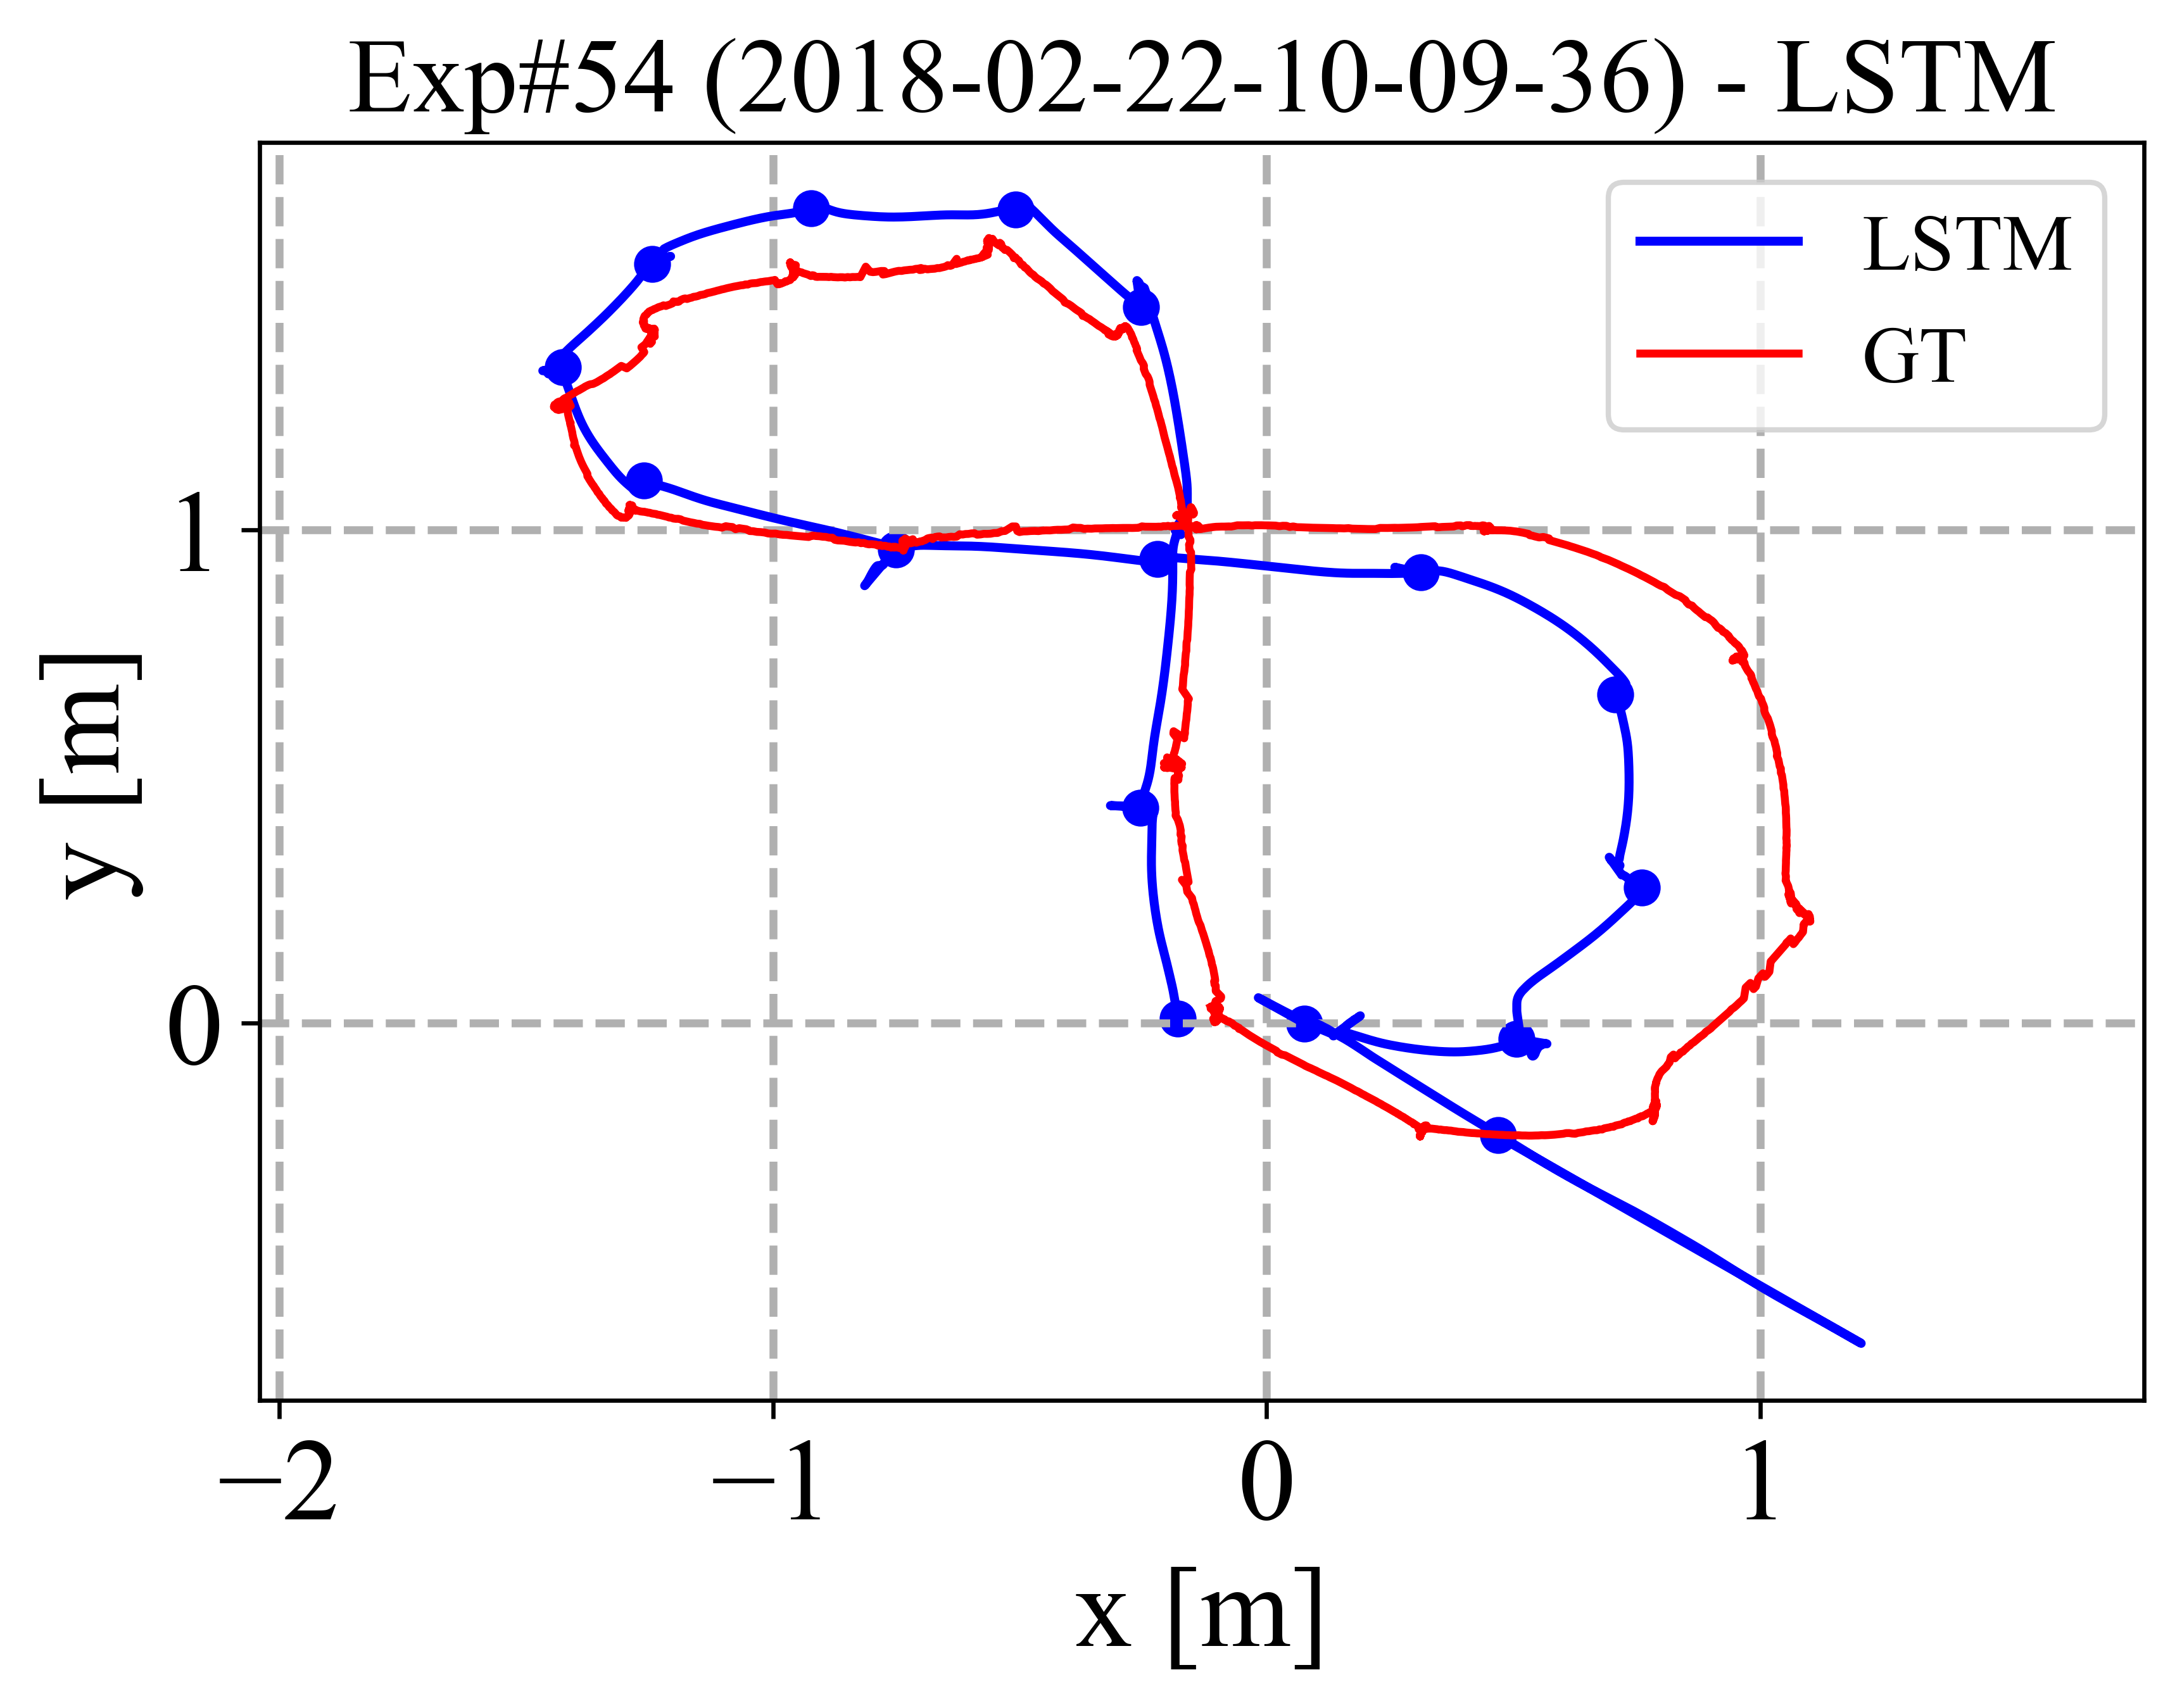 Exp#54 (2018-02-22-10-09-36) - LSTM
LSTM
GT
1
0
y [m]
−2 −1 0 1
x [m]